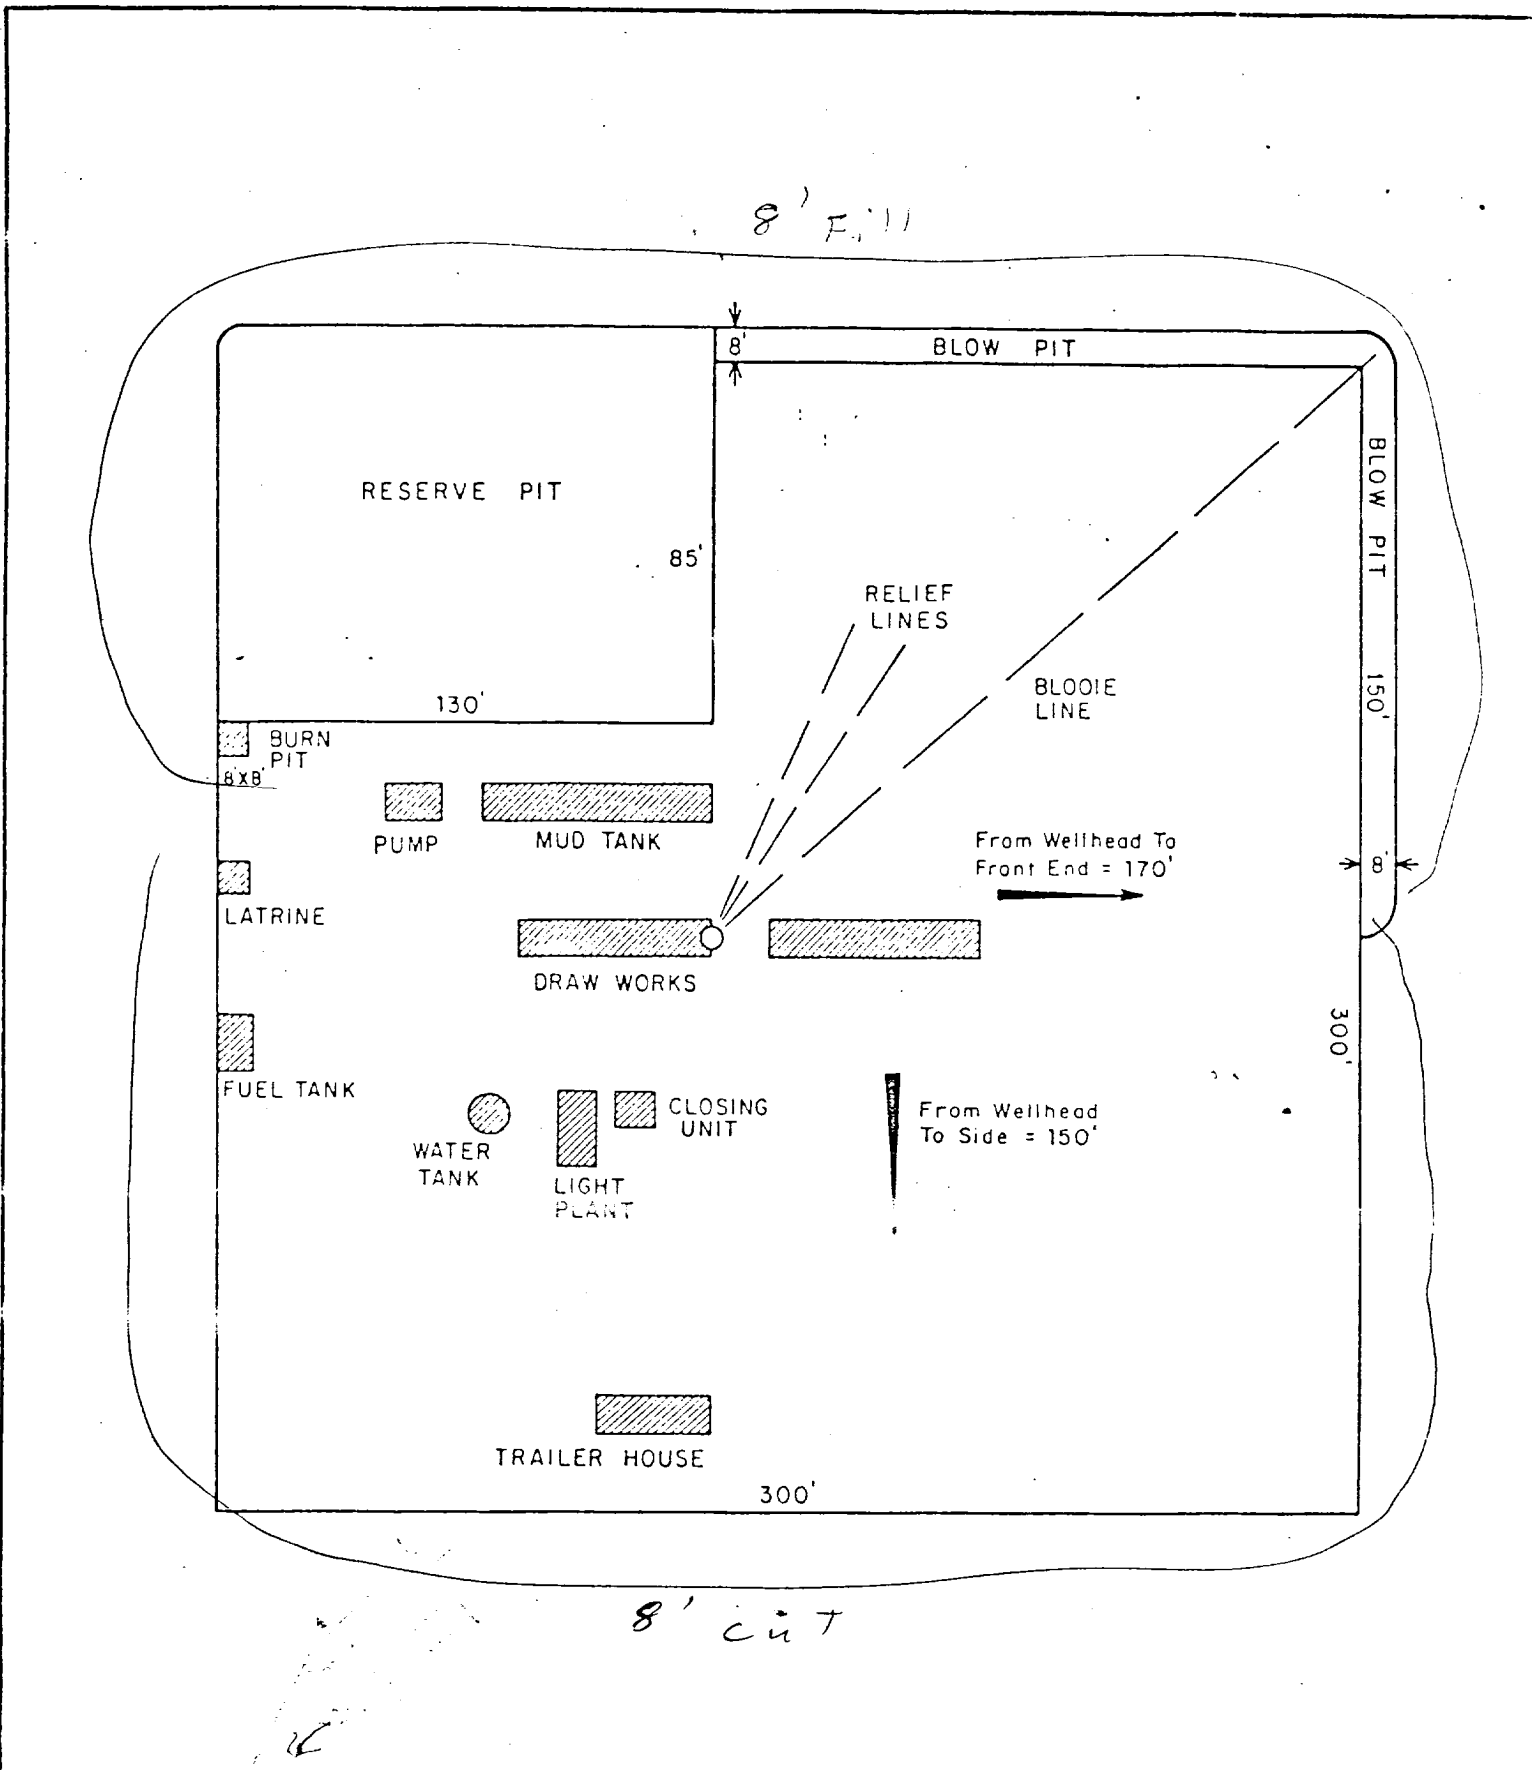 8' Fill
8'
BLOW PIT
BLOW PIT
RESERVE PIT
85'
RELIEF
LINES
BLOOIE
LINE
150'
130'
BURN
PIT
8'X8'
PUMP
MUD TANK
From Wellhead To
Front End = 170'
8'
LATRINE
DRAW WORKS
300'
FUEL TANK
WATER
TANK
LIGHT
PLANT
CLOSING
UNIT
From Wellhead
To Side = 150'
TRAILER HOUSE
300'
8' cut